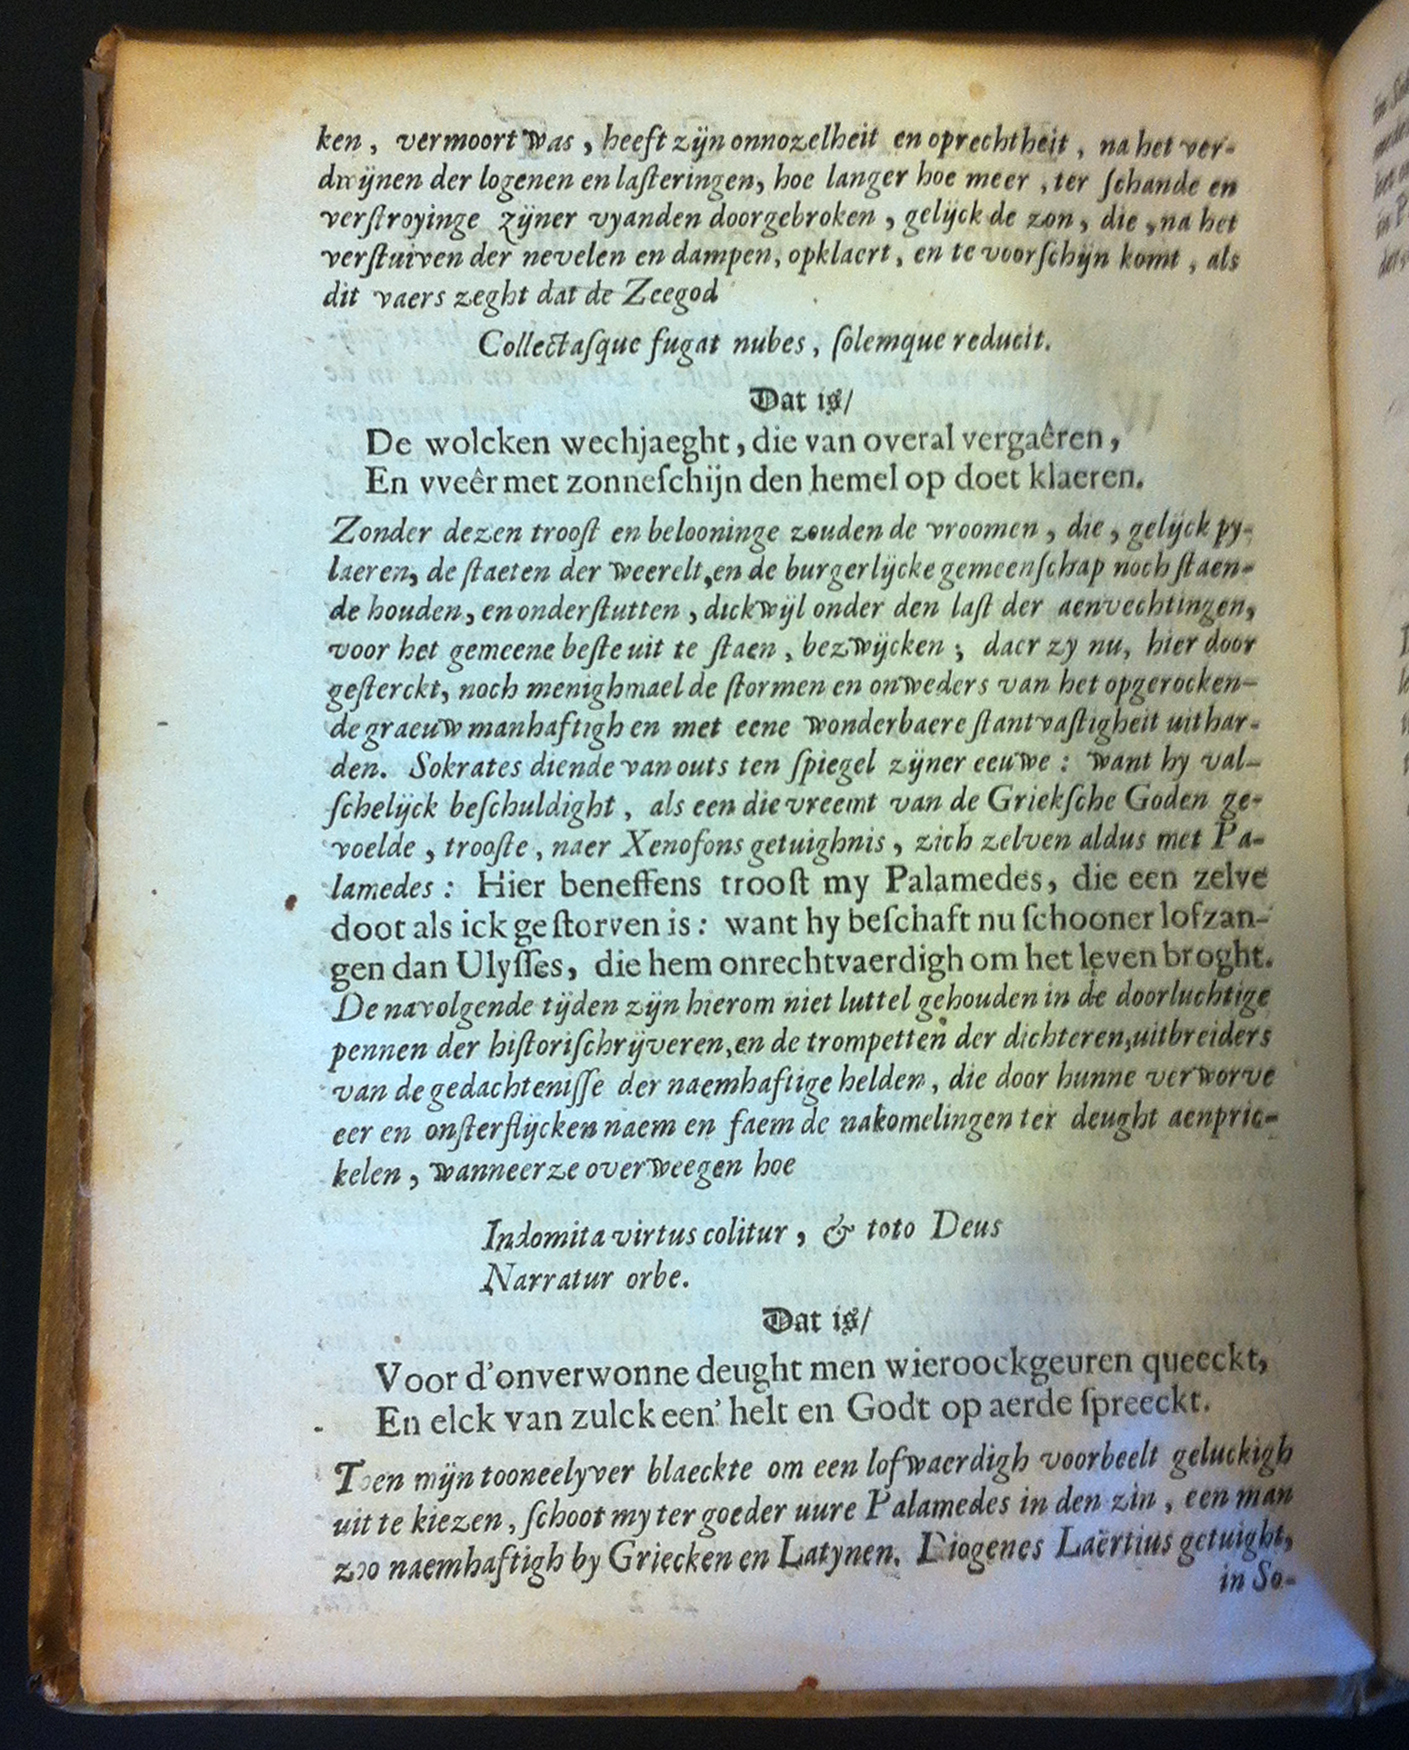 ken, vermoort was, heeft zijn onnozelheit en oprechtheit, na het ver-
dwijnen der logenen en laſteringen, hoe langer hoe meer, ter ſchande en
verſtroyinge zijner vyanden doorgebroken, gelijck de zon, die, na het
verſtuiven der nevelen en dampen, opklaert, en te voorſchijn komt, als
dit vaers zeght dat de Zeegod
Collectaſque fugat nubes, ſolemque reducit.
Dat is/
De wolcken wechjaeght, die van overal vergaêren,
En vveêr met zonneſchijn den hemel op doet klaeren.
Zonder dezen trooſt en belooninge zouden de vroomen, die, gelijck py-
laeren, de ſtaeten der weerelt, en de burgerlijcke gemeenſchap noch ſtaen-
de houden, en onderſtutten, dickwijl onder den laſt der aenvechtingen,
voor het gemeene beſte uit te ſtaen, bezwijcken; daer zy nu, hier door
geſterckt, noch menighmael de ſtormen en onweders van het opgerocken-
de graeuw manhaftigh en met eene wonderbaere ſtantvaſtigheit uithar-
den. Sokrates diende van outs ten ſpiegel zijner eeuwe: want hy val-
ſchelijck beſchuldight, als een die vreemt van de Griekſche Goden ge-
voelde, trooſte, naer Xenofons getuighnis, zich zelven aldus met Pa-
lamedes: Hier beneffens trooſt my Palamedes, die een zelve
doot als ick geſtorven is: want hy beſchaft nu ſchooner lofzan-
gen dan Ulyſſes, die hem onrechtvaerdigh om het leven broght.
De navolgende tijden zijn hierom niet luttel gehouden in de doorluchtige
pennen der hiſtoriſchrijveren, en de trompetten der dichteren, uitbreiders
van de gedachteniſſe der naemhaftige helden, die door hunne verworve
eer en onſterflijcken naem en faem de nakomelingen ter deught aenpric-
kelen, wanneer ze overweegen hoe
Indomita virtus colitur, & toto Deus
Narratur orbe.
Dat is/
Voor d'onverwonne deught men wieroockgeuren queeckt,
En elck van zulck een' helt en Godt op aerde ſpreeckt.
Toen mijn tooneelyver blaeckte om een lofwaerdigh voorbeelt geluckigh
uit te kiezen, ſchoot my ter goeder uure Palamedes in den zin, een man
zoo naemhaftigh by Griecken en Latynen. Diogenes Laërtius getuight,
in So-